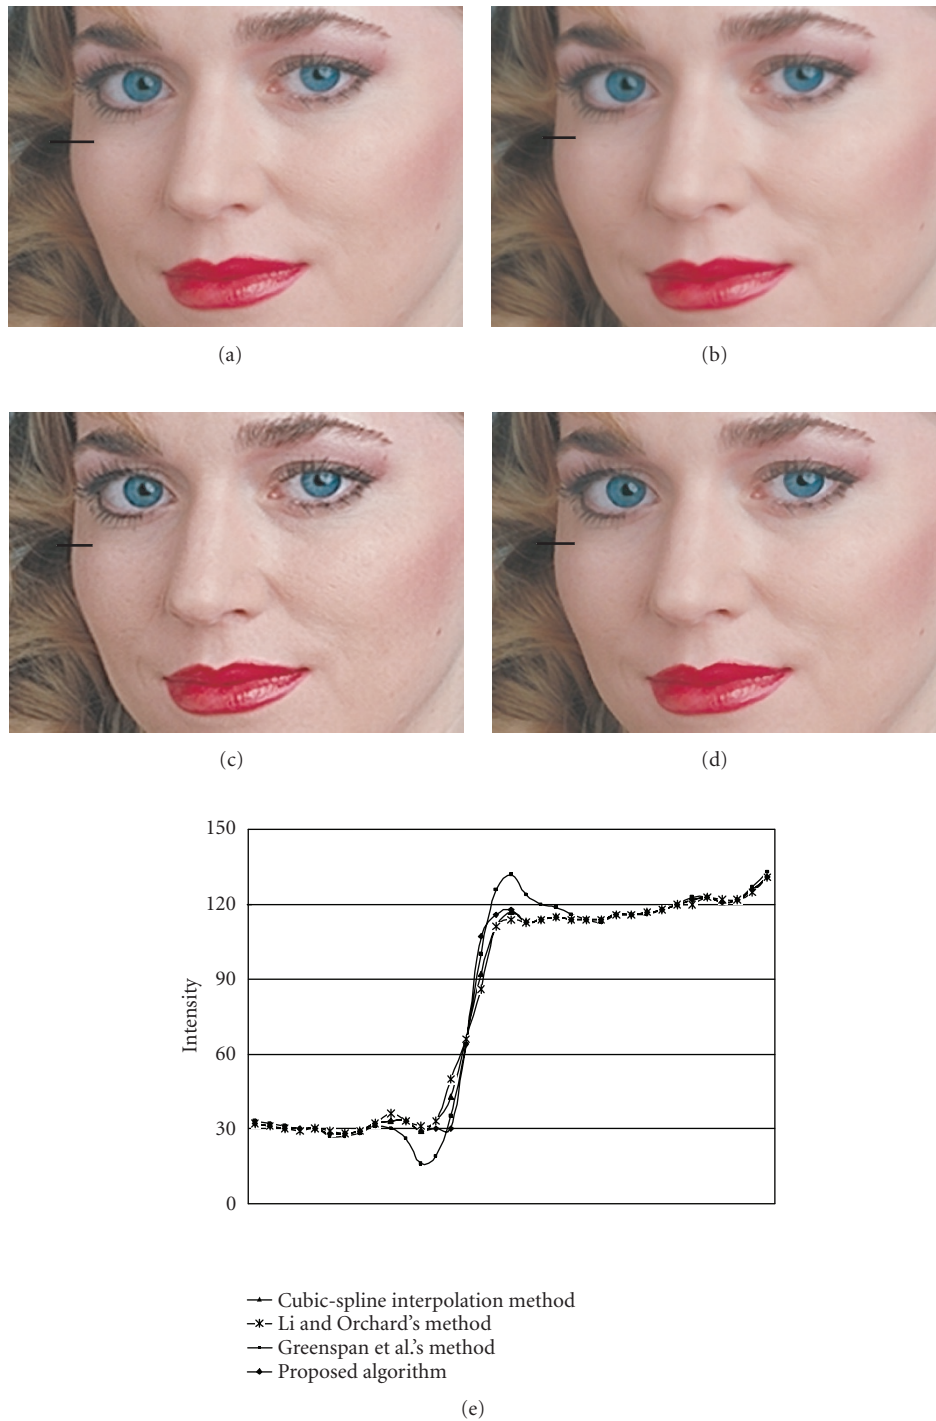 (a)
(b)
(c)
(d)
150
120
90
60
30
0
Intensity
Cubic-spline interpolation method
Li and Orchard's method
Greenspan et al.'s method
Proposed algorithm
(e)